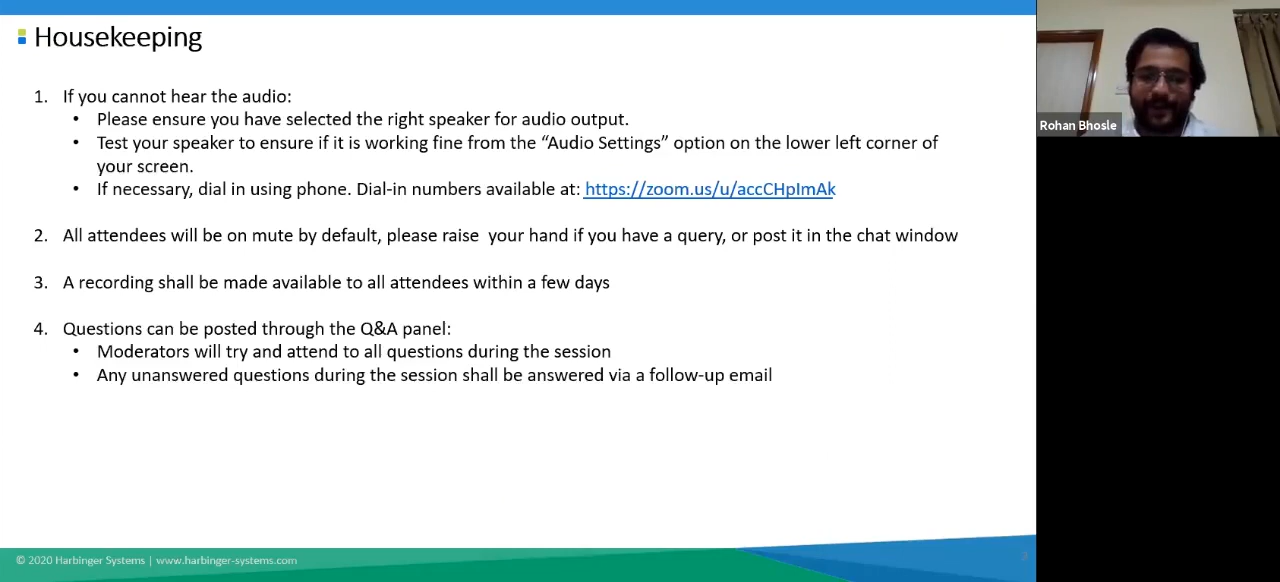 Housekeeping
1. If you cannot hear the audio:
• Please ensure you have selected the right speaker for audio output.
• Test your speaker to ensure if it is working fine from the “Audio Settings” option on the lower left corner of
your screen.
• If necessary, dial in using phone. Dial-in numbers available at: https://zoom.us/u/accCHpImAk
2. All attendees will be on mute by default, please raise your hand if you have a query, or post it in the chat window
3. A recording shall be made available to all attendees within a few days
4. Questions can be posted through the Q&A panel:
• Moderators will try and attend to all questions during the session
• Any unanswered questions during the session shall be answered via a follow-up email
© 2020 Harbinger Systems | www.harbinger-systems.com
3
Rohan Bhosle